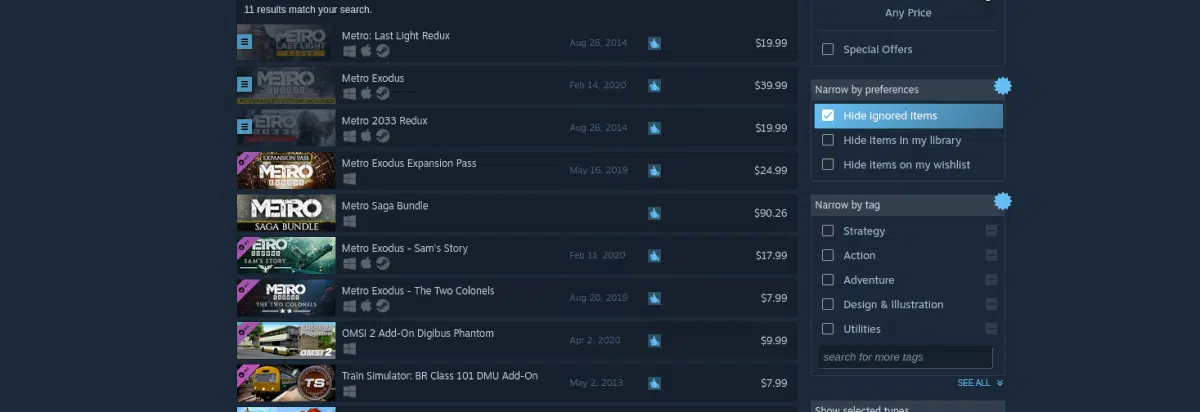 11 results match your search.
METRO
LAST LIGHT
REDUX
Metro: Last Light Redux
Aug 26, 2014
$19.99
METRO
EXODUS
Metro Exodus
Feb 14, 2020
$39.99
METRO
2033
Metro 2033 Redux
Aug 26, 2014
$19.99
EXPANSION PASS
METRO
EXODUS
Metro Exodus Expansion Pass
May 16, 2019
$24.99
METRO
SAGA BUNDLE
Metro Saga Bundle
$90.26
METRO
EXODUS
SAM'S STORY
Metro Exodus - Sam's Story
Feb 11, 2020
$17.99
METRO
EXODUS
THE TWO COLONELS
Metro Exodus - The Two Colonels
Aug 20, 2019
$7.99
Phantom
OMSI 2
OMSI 2 Add-On Digibus Phantom
Apr 2, 2020
$9.99
TS
Train Simulator: BR Class 101 DMU Add-On
May 2, 2013
$7.99
Any Price
Special Offers
Narrow by preferences
Hide ignored items
Hide items in my library
Hide items on my wishlist
Narrow by tag
Strategy
Action
Adventure
Design & Illustration
Utilities
search for more tags
SEE ALL
Show selected types